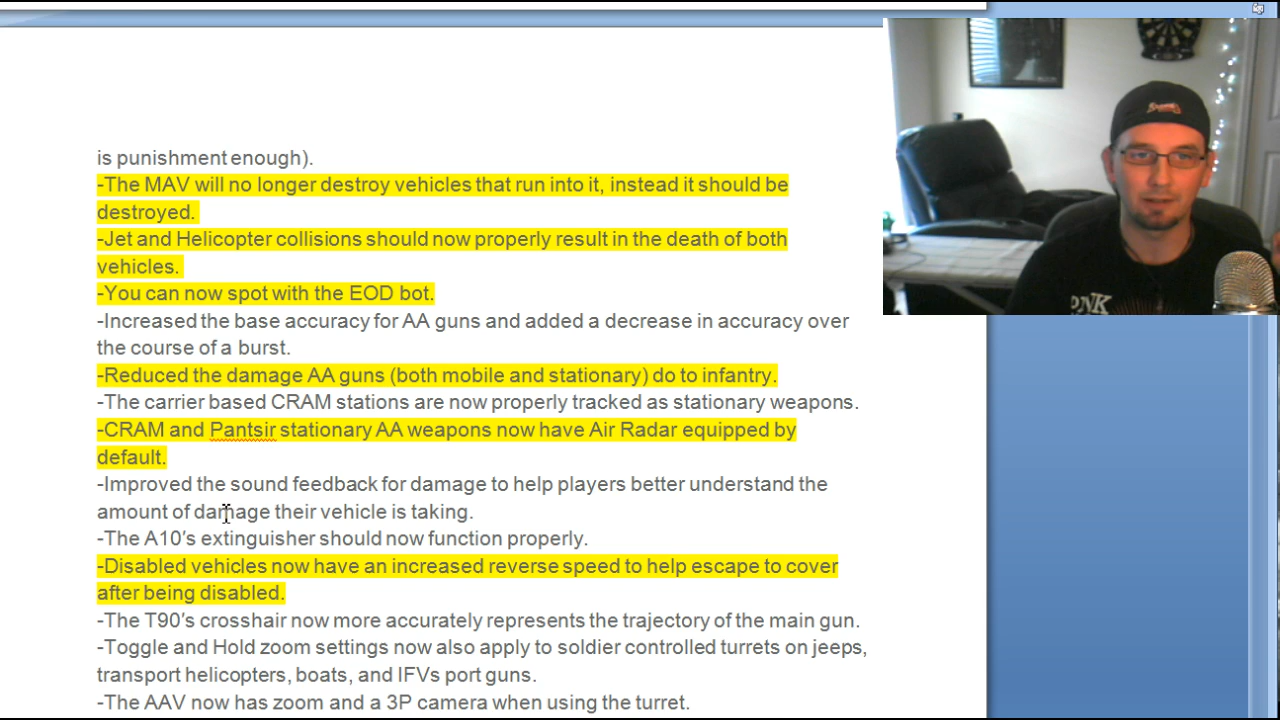 is punishment enough).
-The MAV will no longer destroy vehicles that run into it, instead it should be
destroyed.
-Jet and Helicopter collisions should now properly result in the death of both
vehicles.
-You can now spot with the EOD bot.
-Increased the base accuracy for AA guns and added a decrease in accuracy over
the course of a burst.
-Reduced the damage AA guns (both mobile and stationary) do to infantry.
-The carrier based CRAM stations are now properly tracked as stationary weapons.
-CRAM and Pantsir stationary AA weapons now have Air Radar equipped by
default.
-Improved the sound feedback for damage to help players better understand the
amount of damage their vehicle is taking.
-The A10′s extinguisher should now function properly.
-Disabled vehicles now have an increased reverse speed to help escape to cover
after being disabled.
-The T90′s crosshair now more accurately represents the trajectory of the main gun.
-Toggle and Hold zoom settings now also apply to soldier controlled turrets on jeeps,
transport helicopters, boats, and IFVs port guns.
-The AAV now has zoom and a 3P camera when using the turret.